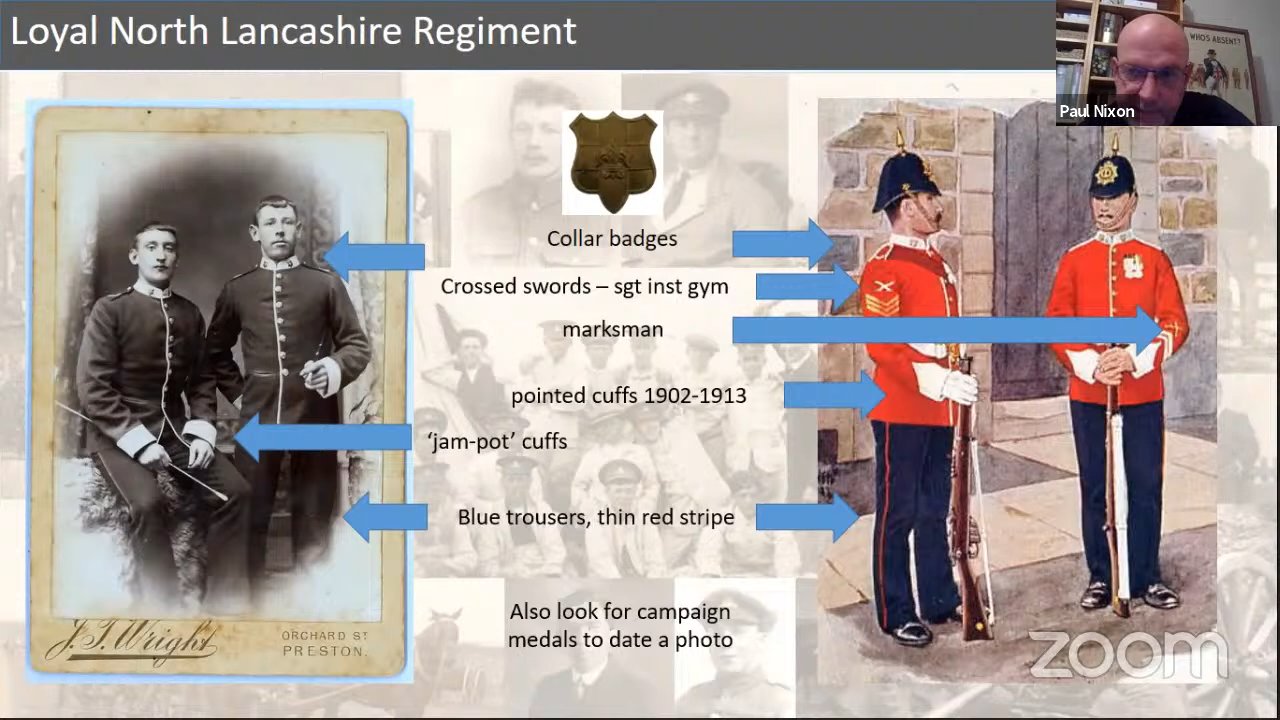 Loyal North Lancashire Regiment
WHO'S ABSENT?
Paul Nixon
Collar badges
Crossed swords – sgt inst gym
marksman
pointed cuffs 1902-1913
‘jam-pot’ cuffs
Blue trousers, thin red stripe
Also look for campaign
medals to date a photo
J. T. Wright
ORCHARD ST
PRESTON.
zoom